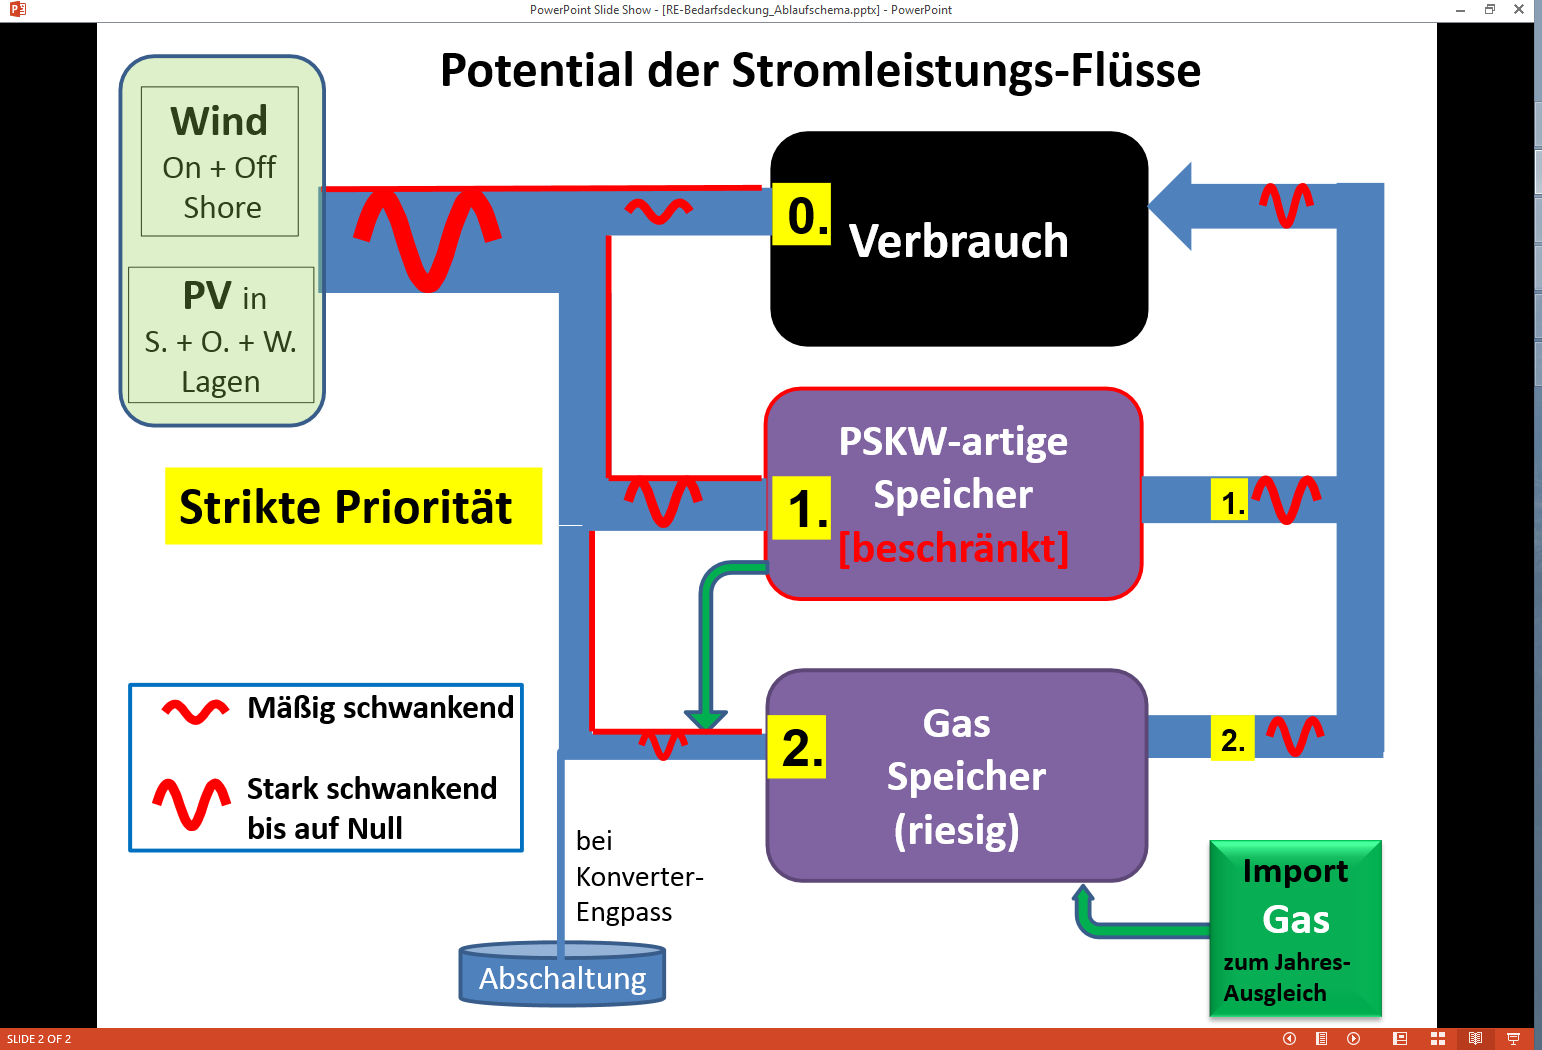 PowerPoint Slide Show - [RE-Bedarfsdeckung_Ablaufschema.pptx] - PowerPoint
Potential der Stromleistungs-Flüsse
Wind
On + Off
Shore
PV in
S. + O. + W.
Lagen
0.
Verbrauch
Strikte Priorität
1.
PSKW-artige
Speicher
[beschränkt]
1.
Mäßig schwankend
Stark schwankend
bis auf Null
2.
Gas
Speicher
(riesig)
2.
bei
Konverter-
Engpass
Abschaltung
Import
Gas
zum Jahres-
Ausgleich
SLIDE 2 OF 2